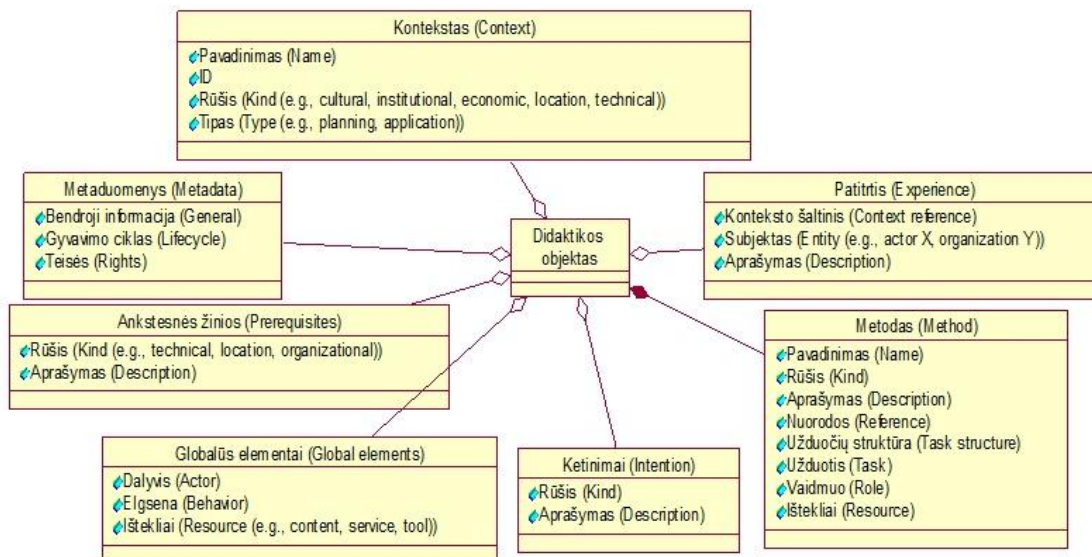 Kontekstas (Context)
Pavadinimas (Name)
ID
Rūšis (Kind (e.g., cultural, institutional, economic, location, technical))
Tipas (Type (e.g., planning, application))
Metaduomenys (Metadata)
Bendroji informacija (General)
Gyvavimo ciklas (Lifecycle)
Teisės (Rights)
Didaktikos
objektas
Patitrtis (Experience)
Konteksto šaltinis (Context reference)
Subjektas (Entity (e.g., actor X, organization Y))
Aprašymas (Description)
Ankstesnės žinios (Prerequisites)
Rūšis (Kind (e.g., technical, location, organizational))
Aprašymas (Description)
Metodas (Method)
Pavadinimas (Name)
Rūšis (Kind)
Aprašymas (Description)
Nuorodos (Reference)
Užduočių struktūra (Task structure)
Užduotis (Task)
Vaidmuo (Role)
Ištekliai (Resource)
Globalūs elementai (Global elements)
Dalyvis (Actor)
Elgsena (Behavior)
Ištekliai (Resource (e.g., content, service, tool))
Ketinimai (Intention)
Rūšis (Kind)
Aprašymas (Description)